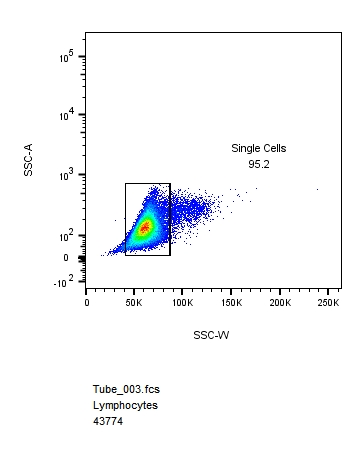 10^5
10^4
SSC-A
Single Cells
95.2
10^3
10^2
0
-10^2
0 50K 100K 150K 200K 250K
SSC-W
Tube_003.fcs
Lymphocytes
43774